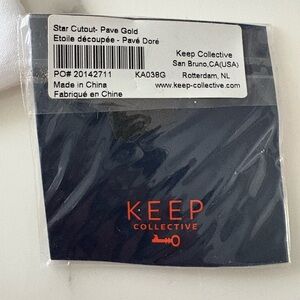 Star Cutout- Pave Gold
Etoile découpée - Pavé Doré
Keep Collective
San Bruno,CA(USA)
PO# 20142711 KA038G Rotterdam, NL
Made in China www.keep-collective.com
Fabriqué en Chine
KEEP
COLLECTIVE